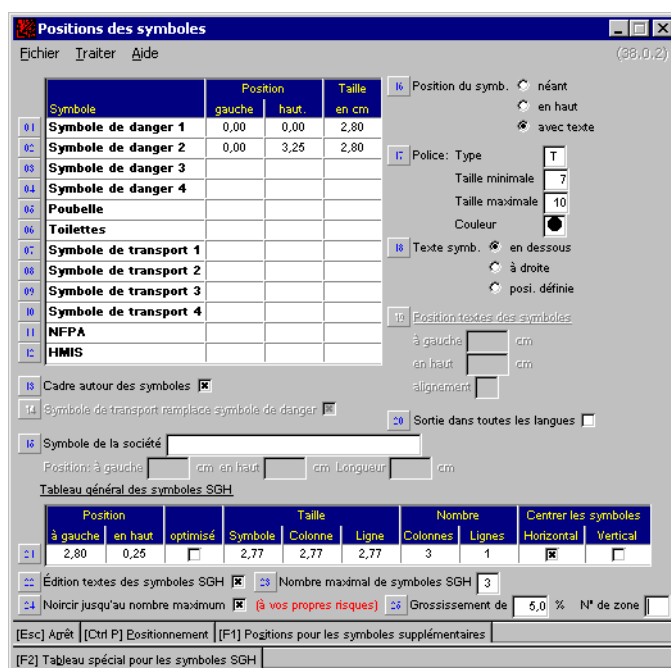 Positions des symboles
Fichier Traiter Aide (38.0.2)
Position Taille
Symbole gauche haut. en cm
01 Symbole de danger 1 0,00 0,00 2,80
02 Symbole de danger 2 0,00 3,25 2,80
03 Symbole de danger 3
04 Symbole de danger 4
05 Poubelle
06 Toilettes
07 Symbole de transport 1
08 Symbole de transport 2
09 Symbole de transport 3
10 Symbole de transport 4
11 NFPA
12 HMIS
16 Position du symb. néant
en haut
avec texte
17 Police: Type T
Taille minimale 7
Taille maximale 10
Couleur
18 Texte symb. en dessous
à droite
posi. définie
19 Position textes des symboles
à gauche cm
en haut cm
alignement
13 Cadre autour des symboles
14 Symbole de transport remplace symbole de danger
20 Sortie dans toutes les langues
15 Symbole de la société
Position: à gauche cm en haut cm Longueur cm
Tableau général des symboles SGH
Position Taille Nombre Centrer les symboles
à gauche en haut optimisé Symbole Colonne Ligne Colonnes Lignes Horizontal Vertical
21 2,80 0,25 2,77 2,77 2,77 3 1
22 Édition textes des symboles SGH 23 Nombre maximal de symboles SGH 3
24 Noircir jusqu'au nombre maximum (à vos propres risques) 25 Grossissement de 5,0 % N° de zone
[Esc] Arrêt [Ctrl P] Positionnement [F1] Positions pour les symboles supplémentaires
[F2] Tableau spécial pour les symboles SGH